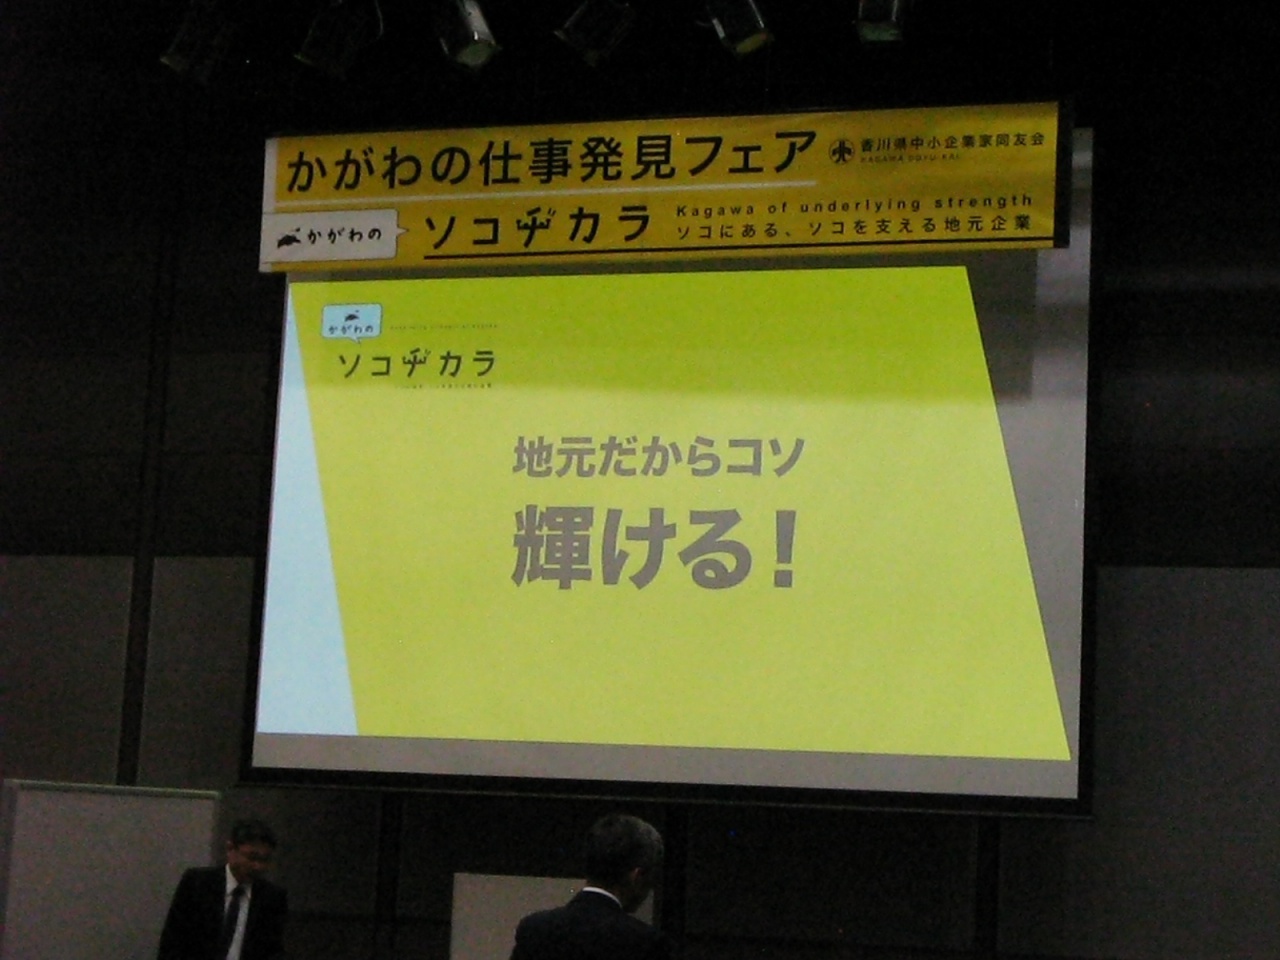 かがわの仕事発見フェア
香川県中小企業家同友会
KAGAWA DOYU KAI
かがわの
ソコヂカラ
Kagawa of underlying strength
ソコにある、ソコを支える地元企業
かがわの
ソコヂカラ
地元だからコソ
輝ける!